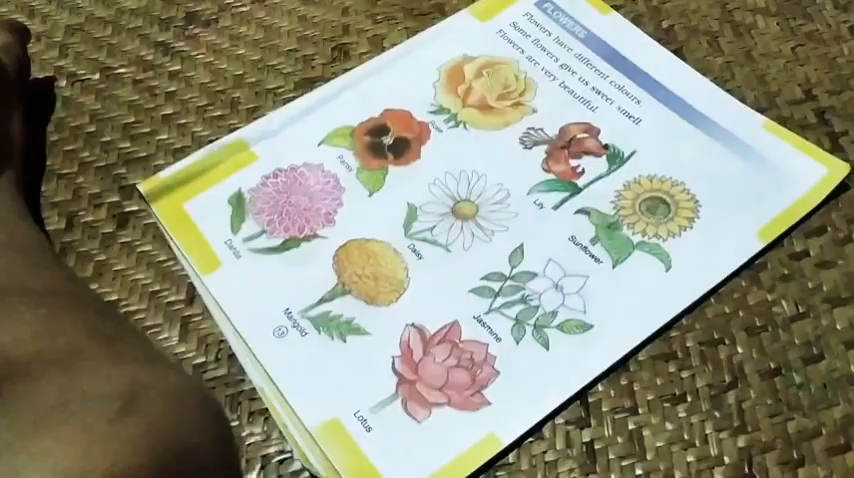 FLOWERS
Flowers have different colours.
Some flowers give us sweet smell.
Flowers are very beautiful.
Rose
Pansy
Lily
Dahlia
Daisy
Sunflower
Marigold
Jasmine
Lotus
13